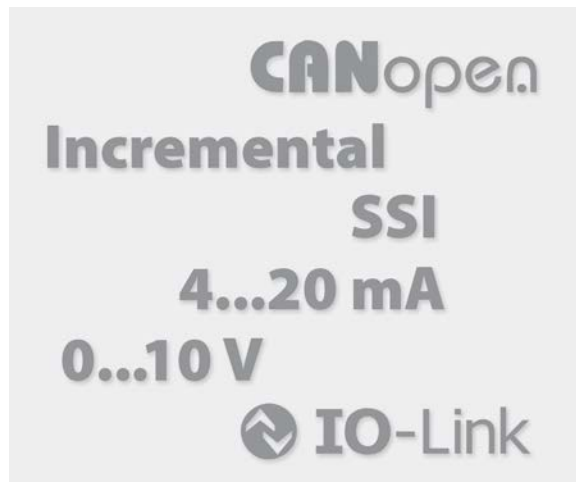 CANopen
Incremental
SSI
4...20 mA
0...10 V
IO-Link